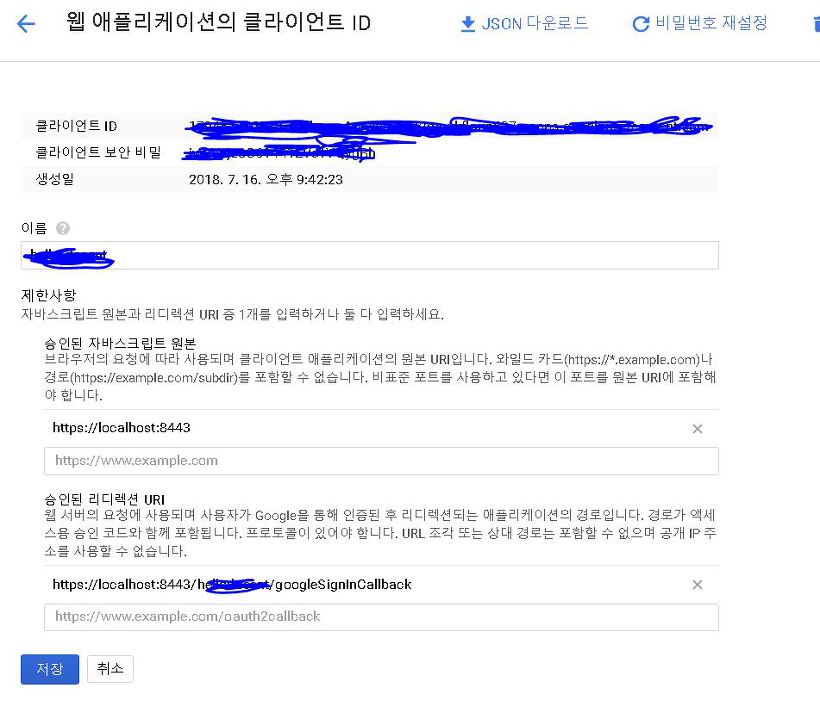 웹 애플리케이션의 클라이언트 ID
JSON 다운로드
비밀번호 재설정
클라이언트 ID
클라이언트 보안 비밀
생성일 2018. 7. 16. 오후 9:42:23
이름 ?
제한사항
자바스크립트 원본과 리디렉션 URI 중 1개를 입력하거나 둘 다 입력하세요.
승인된 자바스크립트 원본
브라우저의 요청에 따라 사용되며 클라이언트 애플리케이션의 원본 URI입니다. 와일드 카드(https://*.example.com)나
경로(https://example.com/subdir)를 포함할 수 없습니다. 비표준 포트를 사용하고 있다면 이 포트를 원본 URI에 포함해
야 합니다.
https://localhost:8443
https://www.example.com
승인된 리디렉션 URI
웹 서버의 요청에 사용되며 사용자가 Google을 통해 인증된 후 리디렉션되는 애플리케이션의 경로입니다. 경로가 액세
스용 승인 코드와 함께 포함됩니다. 프로토콜이 있어야 합니다. URL 조각 또는 상대 경로는 포함할 수 없으며 공개 IP 주
소를 사용할 수 없습니다.
https://localhost:8443/ /googleSignInCallback
https://www.example.com/oauth2callback
저장 취소